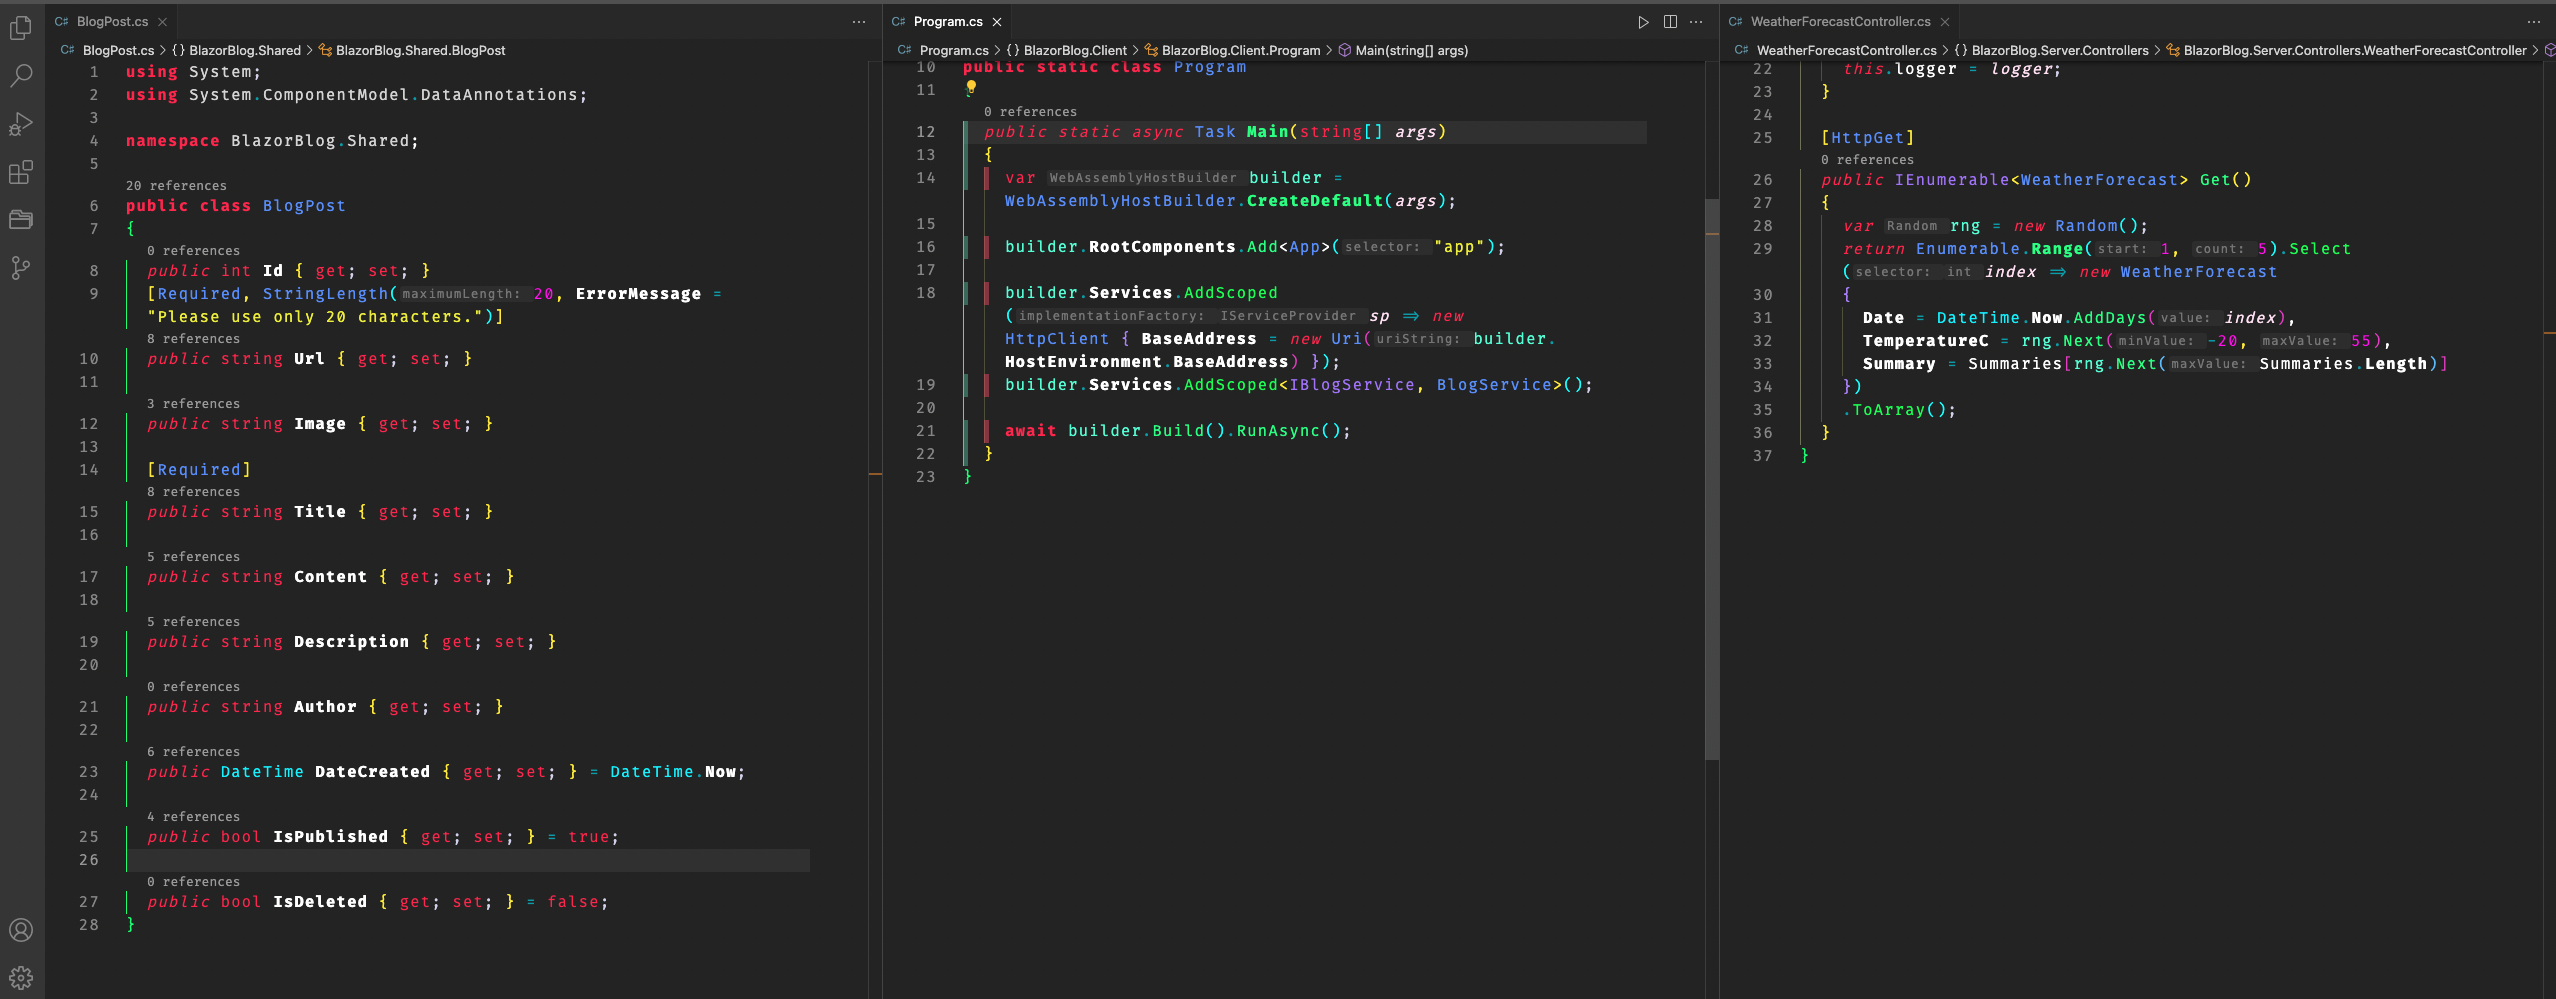 C# BlogPost.cs
C# BlogPost.cs > {} BlazorBlog.Shared > BlazorBlog.Shared.BlogPost
1 using System;
2 using System.ComponentModel.DataAnnotations;
3
4 namespace BlazorBlog.Shared;
5
20 references
6 public class BlogPost
7 {
0 references
8 public int Id { get; set; }
9 [Required, StringLength(maximumLength: 20, ErrorMessage =
"Please use only 20 characters.")]
8 references
10 public string Url { get; set; }
11
3 references
12 public string Image { get; set; }
13
14 [Required]
8 references
15 public string Title { get; set; }
16
5 references
17 public string Content { get; set; }
18
5 references
19 public string Description { get; set; }
20
0 references
21 public string Author { get; set; }
22
6 references
23 public DateTime DateCreated { get; set; } = DateTime.Now;
24
4 references
25 public bool IsPublished { get; set; } = true;
26
0 references
27 public bool IsDeleted { get; set; } = false;
28 }
C# Program.cs
C# Program.cs > {} BlazorBlog.Client > BlazorBlog.Client.Program > Main(string[] args)
10 public static class Program
11 {
0 references
12 public static async Task Main(string[] args)
13 {
14 var WebAssemblyHostBuilder builder =
WebAssemblyHostBuilder.CreateDefault(args);
15
16 builder.RootComponents.Add<App>(selector: "app");
17
18 builder.Services.AddScoped
(implementationFactory: IServiceProvider sp => new
HttpClient { BaseAddress = new Uri(uriString: builder.
HostEnvironment.BaseAddress) });
19 builder.Services.AddScoped<IBlogService, BlogService>();
20
21 await builder.Build().RunAsync();
22 }
23 }
C# WeatherForecastController.cs
C# WeatherForecastController.cs > {} BlazorBlog.Server.Controllers > BlazorBlog.Server.Controllers.WeatherForecastController >
22 this.logger = logger;
23 }
24
25 [HttpGet]
0 references
26 public IEnumerable<WeatherForecast> Get()
27 {
28 var Random rng = new Random();
29 return Enumerable.Range(start: 1, count: 5).Select
(selector: int index => new WeatherForecast
30 {
31 Date = DateTime.Now.AddDays(value: index),
32 TemperatureC = rng.Next(minValue: -20, maxValue: 55),
33 Summary = Summaries[rng.Next(maxValue: Summaries.Length)]
34 })
35 .ToArray();
36 }
37 }